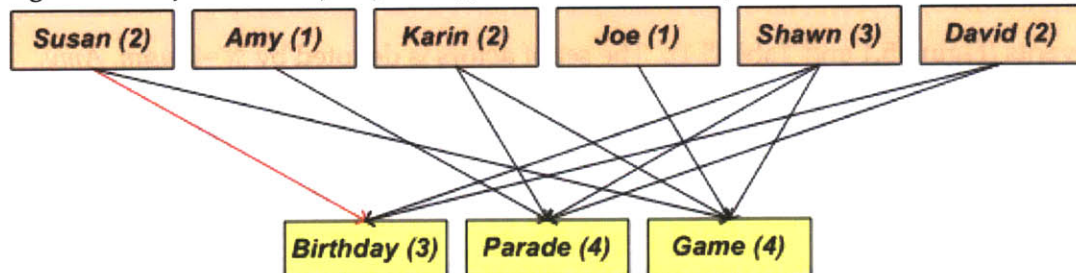 Susan (2) Amy (1) Karin (2) Joe (1) Shawn (3) David (2)
Birthday (3) Parade (4) Game (4)